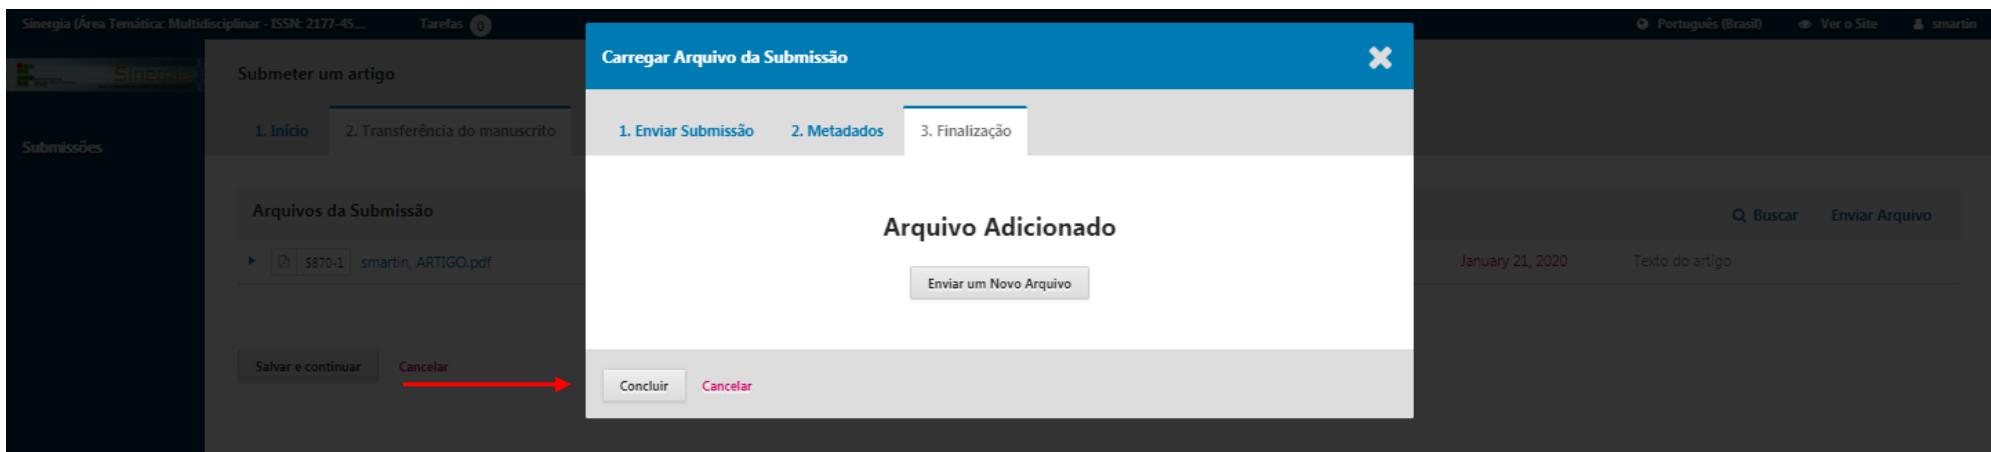 Sinergia (Área Temática: Multidisciplinar - ISSN: 2177-45...
Tarefas 0
Português (Brasil)
Ver o Site
smartin
Sinergia
Submissões
Submeter um artigo
1. Início
2. Transferência do manuscrito
Arquivos da Submissão
Buscar
Enviar Arquivo
5870-1
smartin, ARTIGO.pdf
January 21, 2020
Texto do artigo
Salvar e continuar
Cancelar
Carregar Arquivo da Submissão
1. Enviar Submissão
2. Metadados
3. Finalização
Arquivo Adicionado
Enviar um Novo Arquivo
Concluir
Cancelar